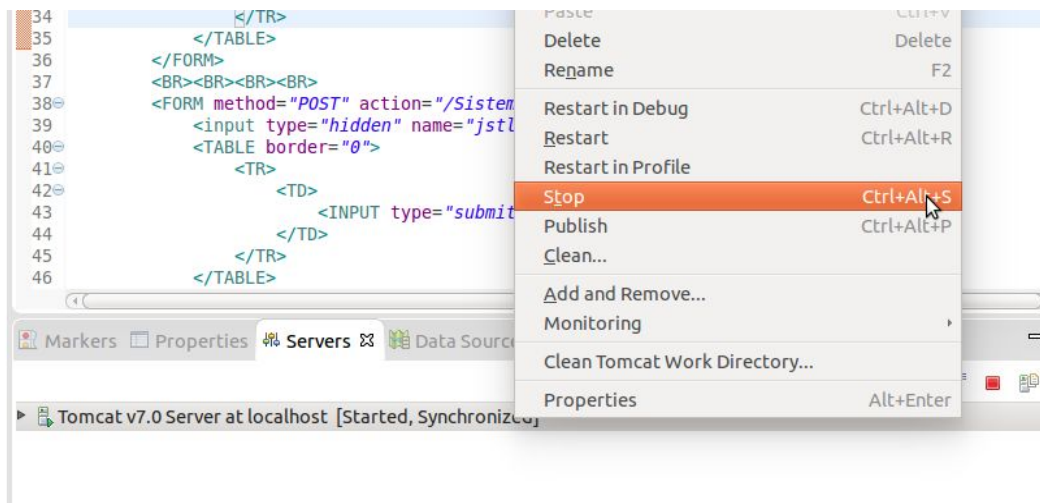 34 </TR>
35 </TABLE>
36 </FORM>
37 <BR><BR><BR><BR>
38 <FORM method="POST" action="/Sistem
39 <input type="hidden" name="jstl
40 <TABLE border="0">
41 <TR>
42 <TD>
43 <INPUT type="submit
44 </TD>
45 </TR>
46 </TABLE>
Paste Ctrl+V
Delete Delete
Rename F2
Restart in Debug Ctrl+Alt+D
Restart Ctrl+Alt+R
Restart in Profile
Stop Ctrl+Alt+S
Publish Ctrl+Alt+P
Clean...
Add and Remove...
Monitoring
Clean Tomcat Work Directory...
Properties Alt+Enter
Markers Properties Servers Data Source
Tomcat v7.0 Server at localhost [Started, Synchronized]